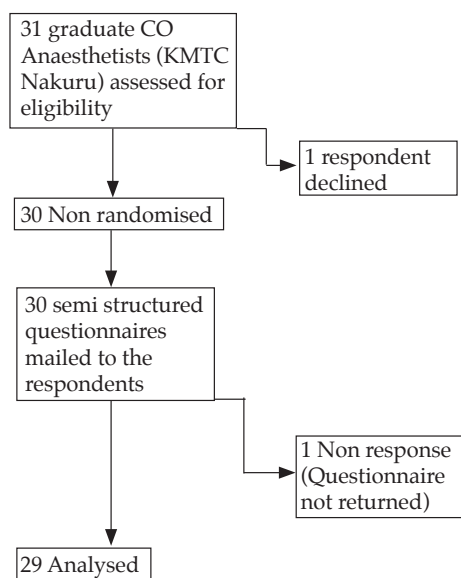 31 graduate CO
Anaesthetists (KMTC
Nakuru) assessed for
eligibility
1 respondent
declined
30 Non randomised
30 semi structured
questionnaires
mailed to the
respondents
1 Non response
(Questionnaire
not returned)
29 Analysed